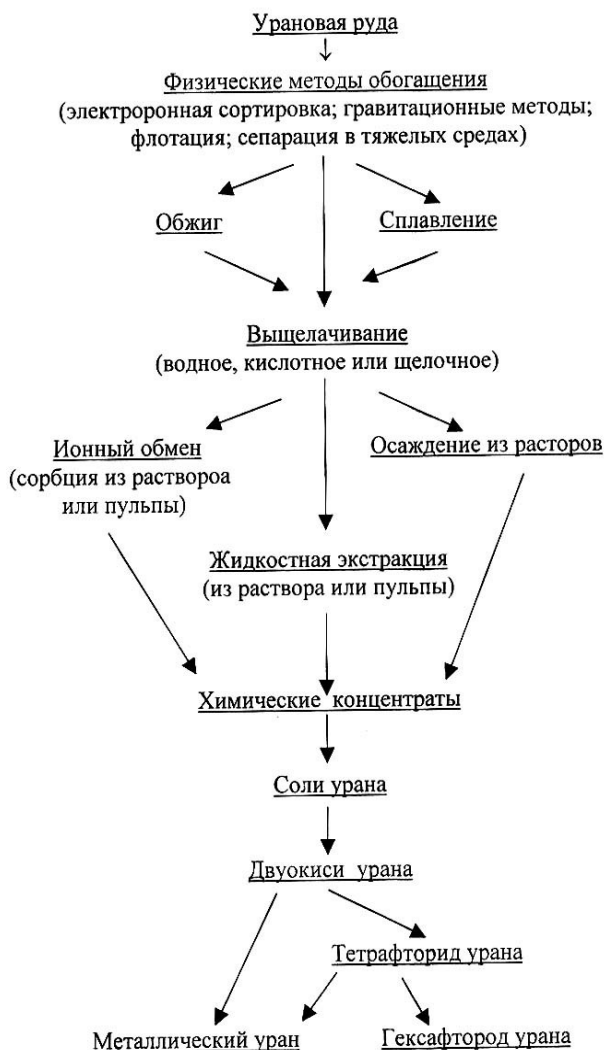 Урановая руда
Физические методы обогащения
(электроронная сортировка; гравитационные методы;
флотация; сепарация в тяжелых средах)
Обжиг
Сплавление
Выщелачивание
(водное, кислотное или щелочное)
Ионный обмен
(сорбция из раствороа
или пульпы)
Осаждение из расторов
Жидкостная экстракция
(из раствора или пульпы)
Химические концентраты
Соли урана
Двуокиси урана
Тетрафторид урана
Металлический уран
Гексафтород урана